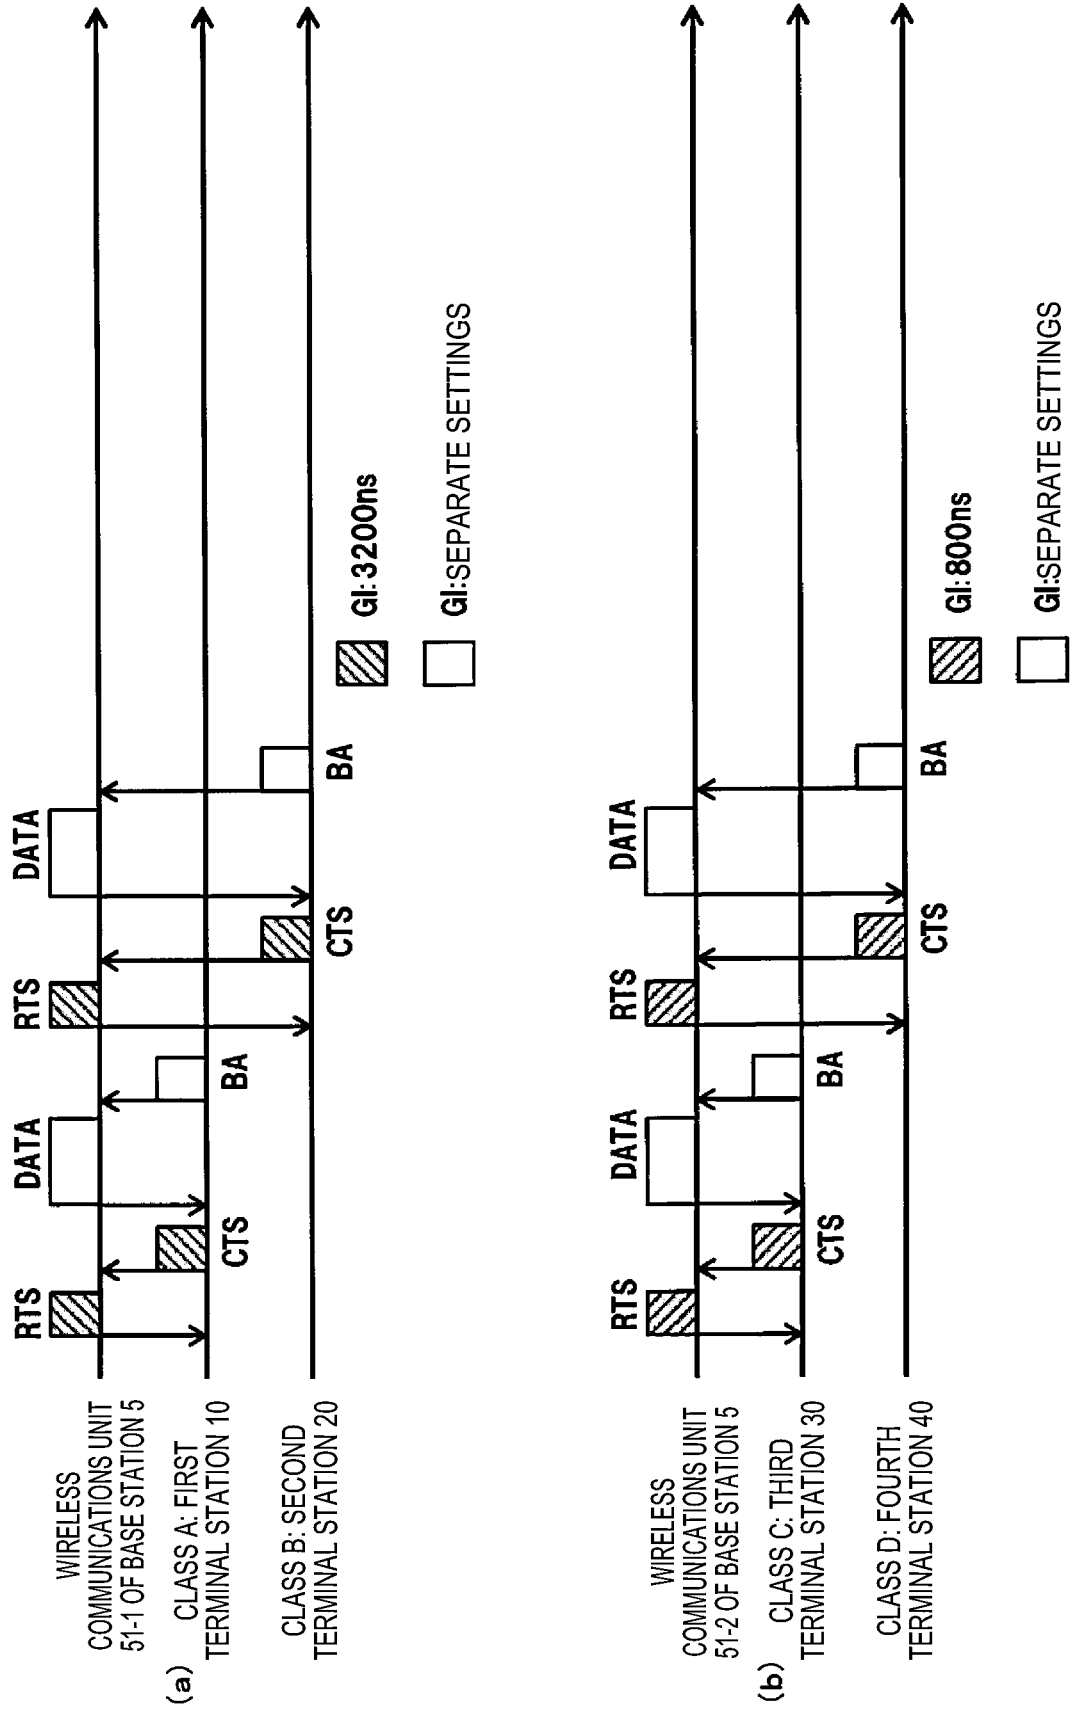 (a)
WIRELESS
COMMUNICATIONS UNIT
51-1 OF BASE STATION 5
RTS
DATA
RTS
DATA
CLASS A: FIRST
TERMINAL STATION 10
CTS
BA
CLASS B: SECOND
TERMINAL STATION 20
CTS
BA
GI: 3200ns
GI:SEPARATE SETTINGS
(b)
WIRELESS
COMMUNICATIONS UNIT
51-2 OF BASE STATION 5
RTS
DATA
RTS
DATA
CLASS C: THIRD
TERMINAL STATION 30
CTS
BA
CLASS D: FOURTH
TERMINAL STATION 40
CTS
BA
GI: 800ns
GI:SEPARATE SETTINGS